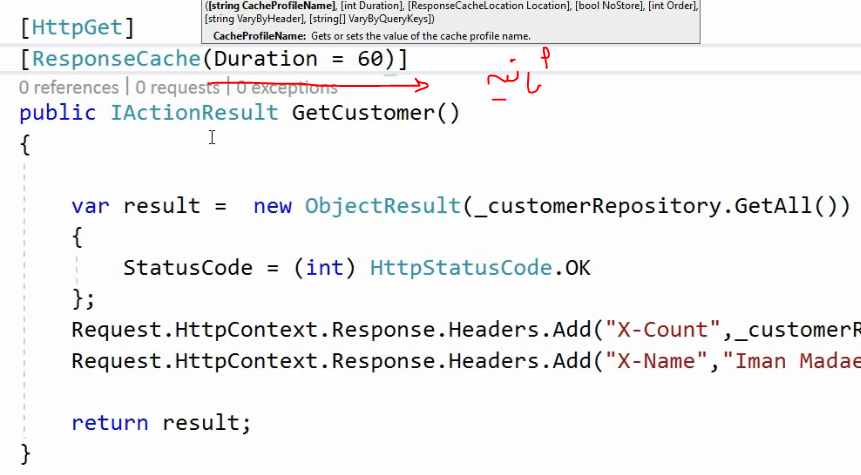 ([string CacheProfileName], [int Duration], [ResponseCacheLocation Location], [bool NoStore], [int Order],
[string VaryByHeader], [string[] VaryByQueryKeys])
CacheProfileName: Gets or sets the value of the cache profile name.
[HttpGet]
[ResponseCache(Duration = 60)]
0 references | 0 requests | 0 exceptions
public IActionResult GetCustomer()
{
var result = new ObjectResult(_customerRepository.GetAll())
{
StatusCode = (int) HttpStatusCode.OK
};
Request.HttpContext.Response.Headers.Add("X-Count",_customerR
Request.HttpContext.Response.Headers.Add("X-Name","Iman Madae
return result;
}